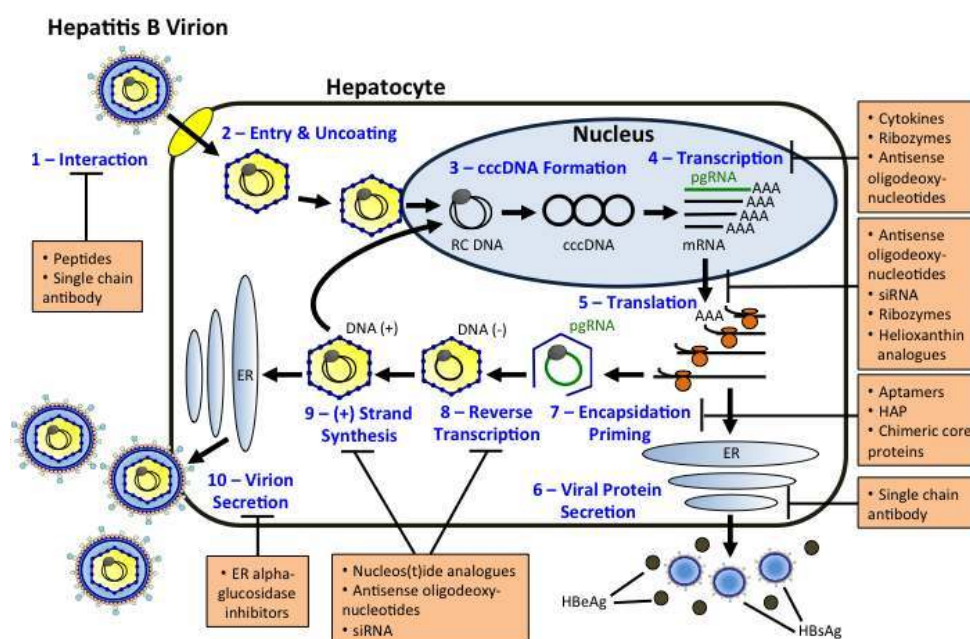 Hepatitis B Virion
Hepatocyte
1 – Interaction
2 – Entry & Uncoating
Nucleus
3 – cccDNA Formation
4 – Transcription
pgRNA
AAA
AAA
AAA
AAA
RC DNA
cccDNA
mRNA
• Cytokines
• Ribozymes
• Antisense
oligodeoxy-
nucleotides
• Peptides
• Single chain
antibody
5 – Translation
AAA
• Antisense
oligodeoxy-
nucleotides
• siRNA
• Ribozymes
• Helioxanthin
analogues
DNA (+)
DNA (-)
pgRNA
ER
9 – (+) Strand
Synthesis
8 – Reverse
Transcription
7 – Encapsidation
Priming
• Aptamers
• HAP
• Chimeric core
proteins
ER
10 – Virion
Secretion
6 – Viral Protein
Secretion
• Single chain
antibody
• ER alpha-
glucosidase
inhibitors
• Nucleos(t)ide analogues
• Antisense oligodeoxy-
nucleotides
• siRNA
HBeAg
HBsAg